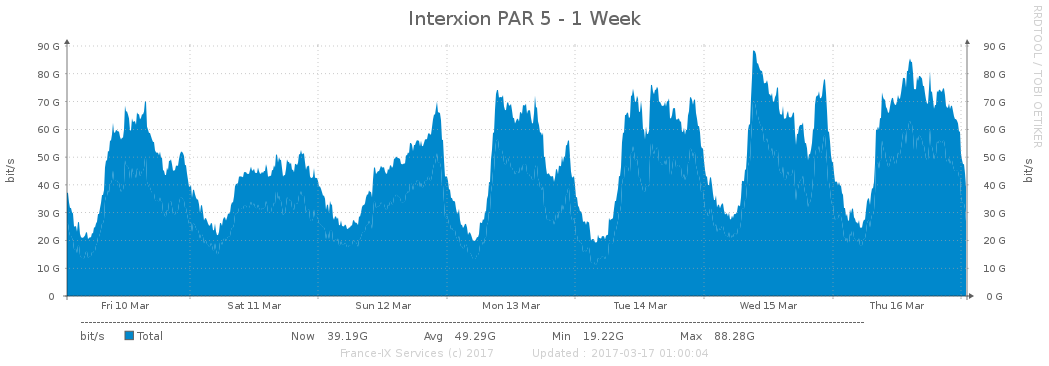 Interxion PAR 5 - 1 Week
RRDTOOL / TOBI OETIKER
bit/s
bit/s
90 G
90 G
80 G
80 G
70 G
70 G
60 G
60 G
50 G
50 G
40 G
40 G
30 G
30 G
20 G
20 G
10 G
10 G
0
0 G
Fri 10 Mar Sat 11 Mar Sun 12 Mar Mon 13 Mar Tue 14 Mar Wed 15 Mar Thu 16 Mar
bit/s Total Now 39.19G Avg 49.29G Min 19.22G Max 88.28G
France-IX Services (c) 2017 Updated : 2017-03-17 01:00:04